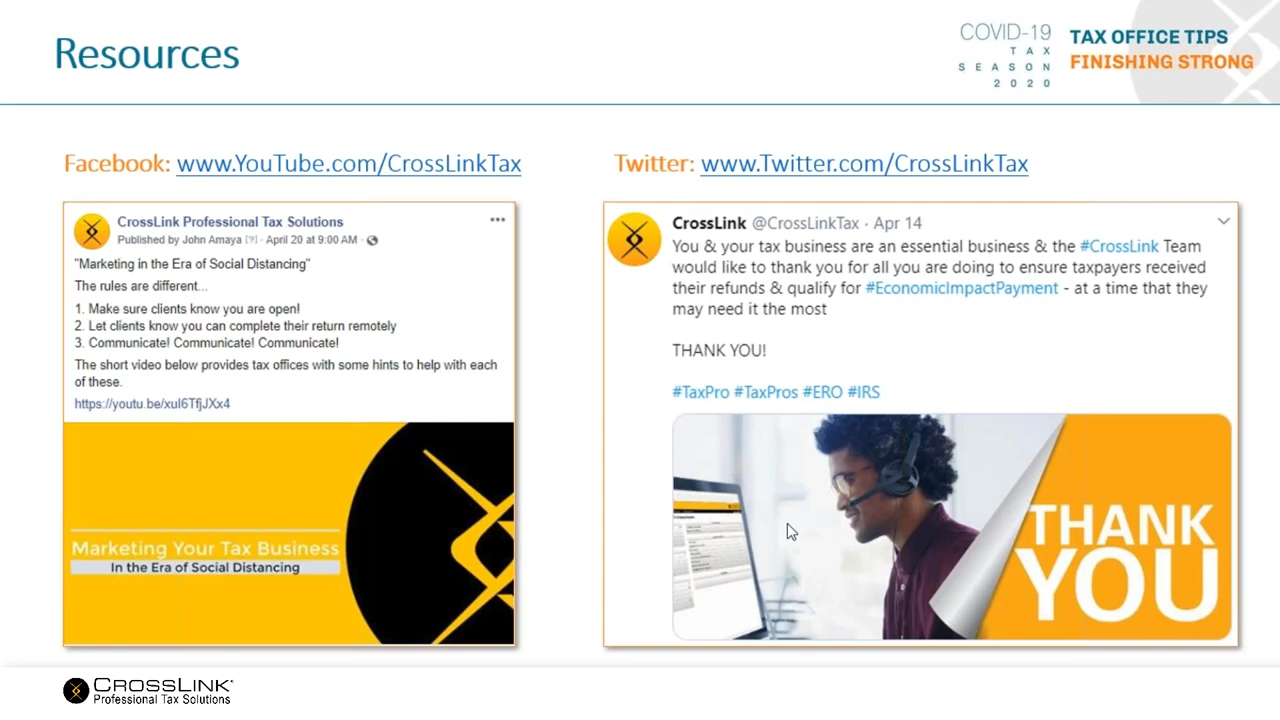 Resources
COVID-19
TAX
SEASON
2020
TAX OFFICE TIPS
FINISHING STRONG
Facebook: www.YouTube.com/CrossLinkTax
CrossLink Professional Tax Solutions
Published by John Amaya [?] · April 20 at 9:00 AM ·
"Marketing in the Era of Social Distancing"
The rules are different...
1. Make sure clients know you are open!
2. Let clients know you can complete their return remotely
3. Communicate! Communicate! Communicate!
The short video below provides tax offices with some hints to help with each
of these.
https://youtu.be/xul6TfjJXx4
Marketing Your Tax Business
In the Era of Social Distancing
Twitter: www.Twitter.com/CrossLinkTax
CrossLink @CrossLinkTax · Apr 14
You & your tax business are an essential business & the #CrossLink Team
would like to thank you for all you are doing to ensure taxpayers received
their refunds & qualify for #EconomicImpactPayment - at a time that they
may need it the most
THANK YOU!
#TaxPro #TaxPros #ERO #IRS
THANK
YOU
CROSSLINK
Professional Tax Solutions